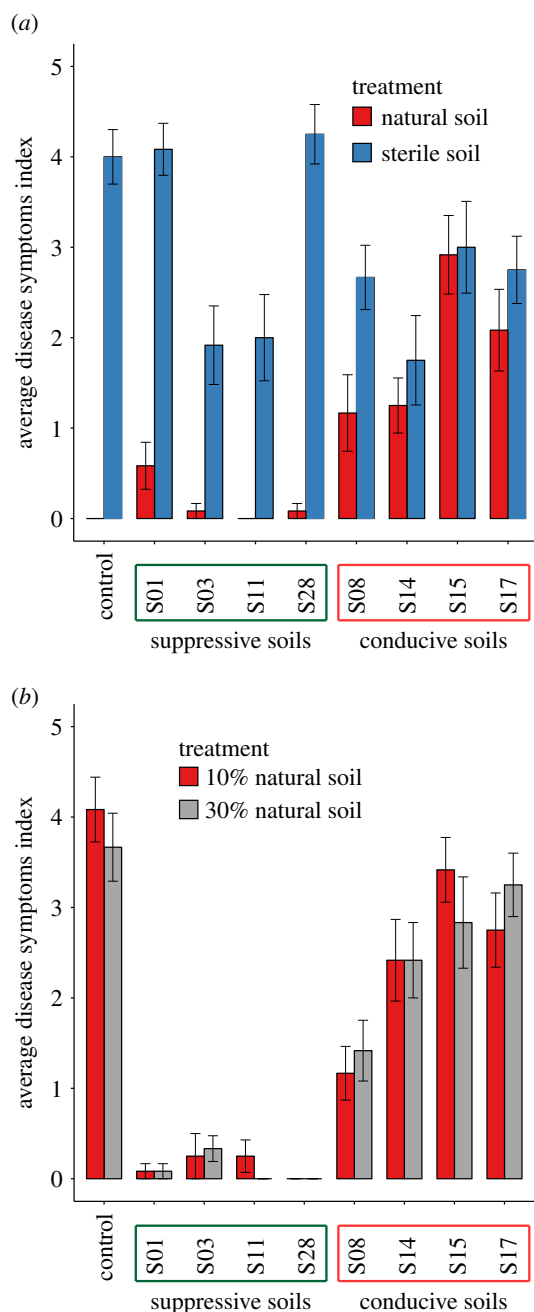 (a)
5
4
3
2
1
0
average disease symptoms index
treatment
natural soil
sterile soil
control
S01
S03
S11
S28
S08
S14
S15
S17
suppressive soils
conducive soils
(b)
5
4
3
2
1
0
average disease symptoms index
treatment
10% natural soil
30% natural soil
control
S01
S03
S11
S28
S08
S14
S15
S17
suppressive soils
conducive soils